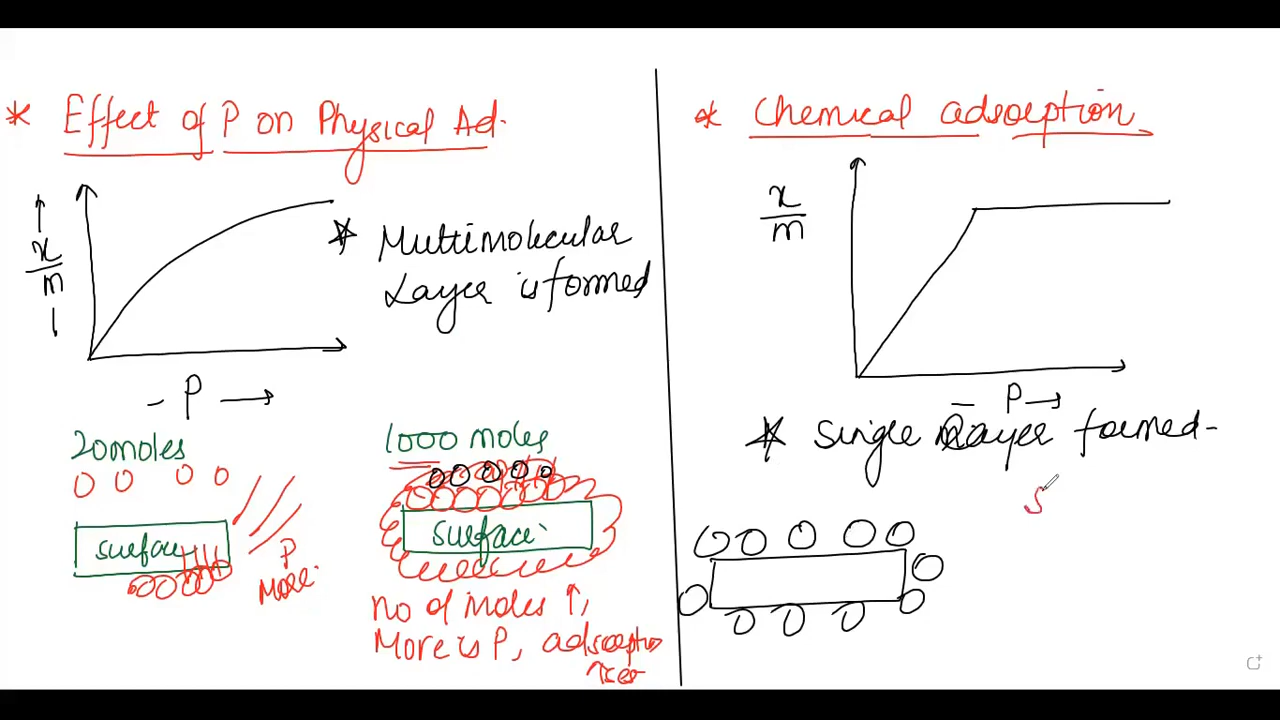 * Effect of P on Physical Ad.
x
m
* Multimolecular
Layer is formed
- P →
20 moles
surface
P
More.
1000 moles
surface
no of moles ↑,
More is P, adsorption
* Chemical adsorption
x
m
- P →
* Single Layer formed-
S